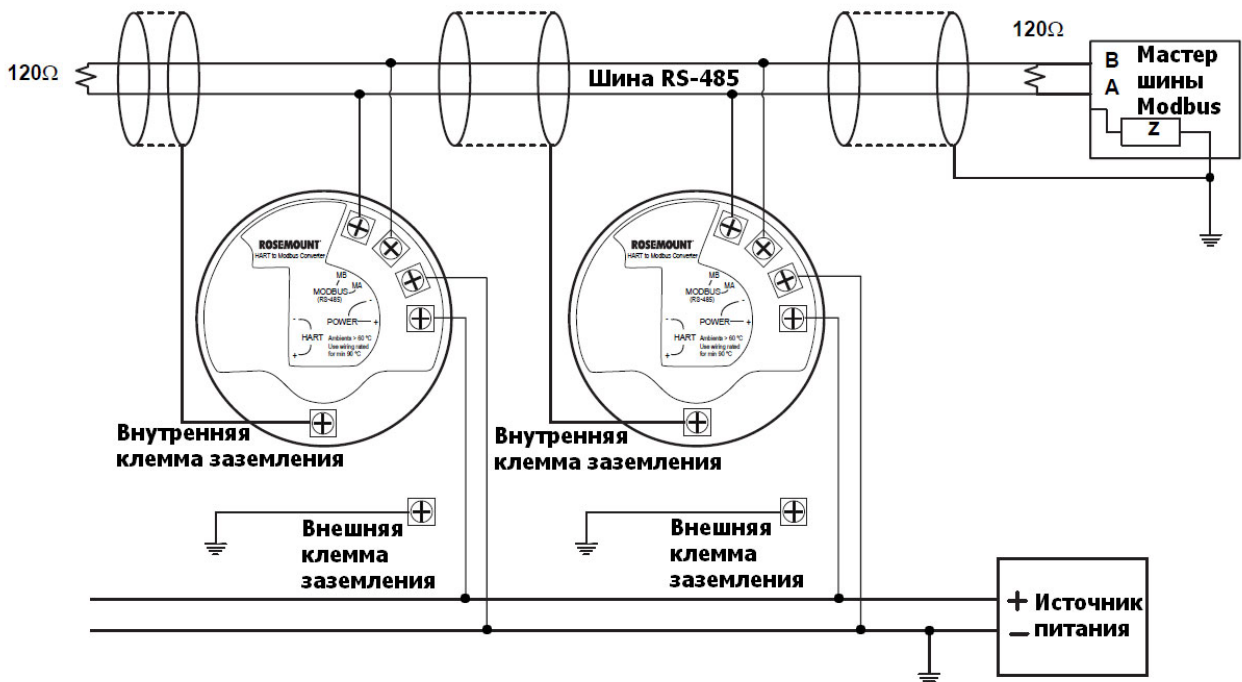 120Ω
120Ω
Шина RS-485
B
A
Мастер
шины
Modbus
Z
ROSEMOUNT
HART to Modbus Converter
MB
MA
MODBUS
(RS-485)
-
POWER
+
-
HART
+
Ambients > 60 °C
Use wiring rated
for min 90 °C
ROSEMOUNT
HART to Modbus Converter
MB
MA
MODBUS
(RS-485)
-
POWER
+
-
HART
+
Ambients > 60 °C
Use wiring rated
for min 90 °C
Внутренняя
клемма заземления
Внутренняя
клемма заземления
Внешняя
клемма
заземления
Внешняя
клемма
заземления
+ Источник
– питания